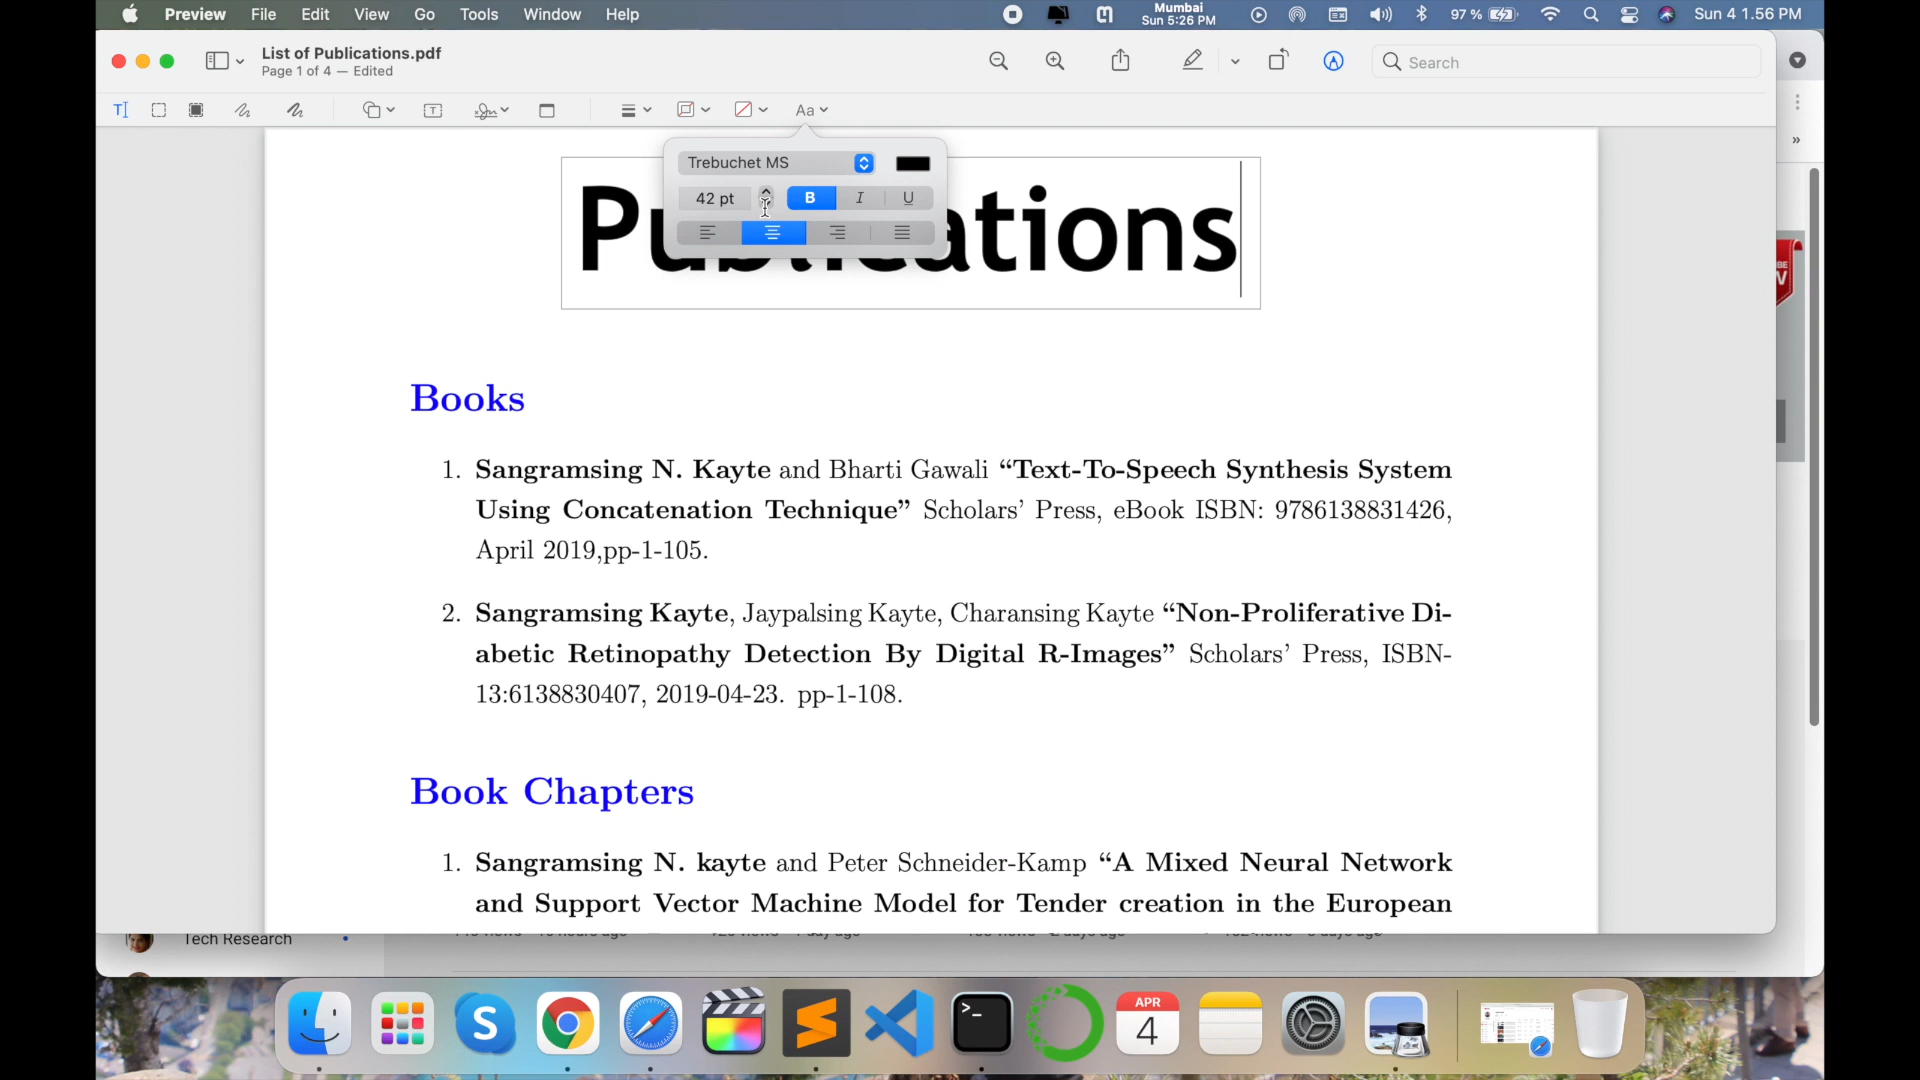 Preview File Edit View Go Tools Window Help
Mumbai
Sun 5:26 PM
97 %
Sun 4 1.56 PM
List of Publications.pdf
Page 1 of 4 — Edited
Search
Aa
Trebuchet MS
42 pt
B I U
Books
1. Sangramsing N. Kayte and Bharti Gawali “Text-To-Speech Synthesis System
Using Concatenation Technique” Scholars’ Press, eBook ISBN: 9786138831426,
April 2019,pp-1-105.
2. Sangramsing Kayte, Jaypalsing Kayte, Charansing Kayte “Non-Proliferative Di-
abetic Retinopathy Detection By Digital R-Images” Scholars’ Press, ISBN-
13:6138830407, 2019-04-23. pp-1-108.
Book Chapters
1. Sangramsing N. kayte and Peter Schneider-Kamp “A Mixed Neural Network
and Support Vector Machine Model for Tender creation in the European
Tech Research
APR
4